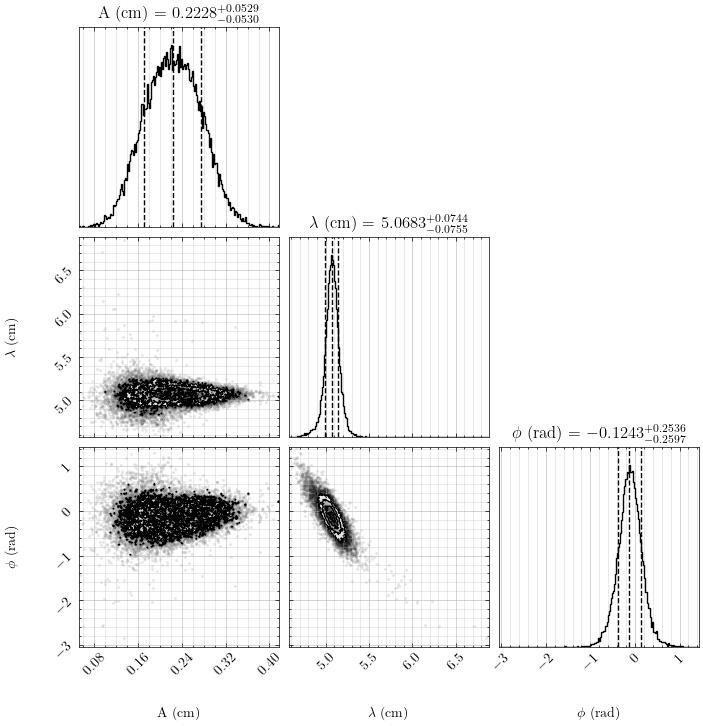 A (cm) = 0.2228^{+0.0529}_{-0.0530}
λ (cm) = 5.0683^{+0.0744}_{-0.0755}
6.5
6.0
5.5
5.0
λ (cm)
φ (rad) = −0.1243^{+0.2536}_{-0.2597}
1
0
−1
−2
−3
φ (rad)
0.08 0.16 0.24 0.32 0.40
5.0 5.5 6.0 6.5
−3 −2 −1 0 1
A (cm)
λ (cm)
φ (rad)